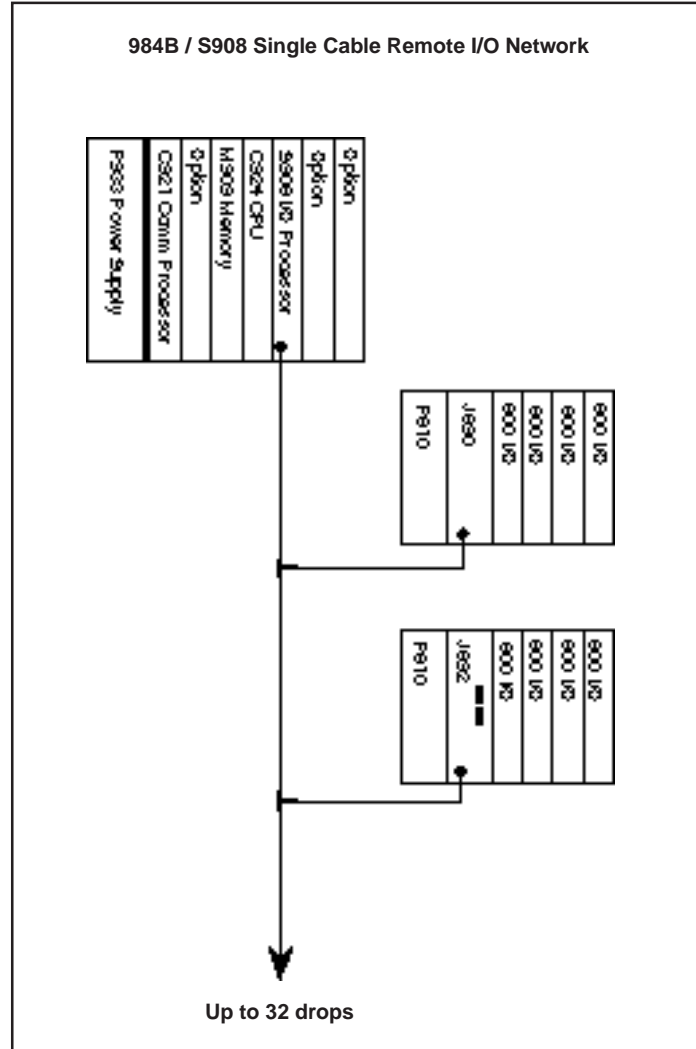 984B / S908 Single Cable Remote I/O Network
P933 Power Supply
C921 Comm Processor
Option
M909 Memory
C924 CPU
S908 I/O Processor
Option
Option
P810
J890
800 I/O
800 I/O
800 I/O
800 I/O
P810
J892
800 I/O
800 I/O
800 I/O
800 I/O
Up to 32 drops